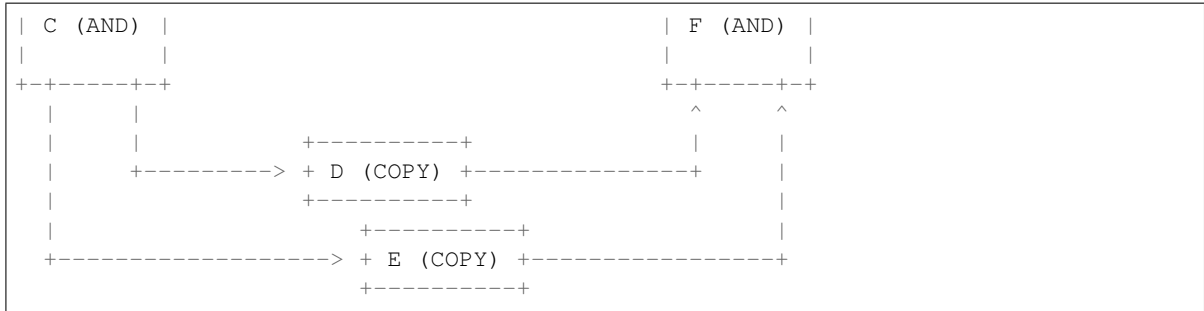 | C (AND) |                                  | F (AND) |
|         |                                  |         |
+-+-----+-+                                  +-+-----+-+
  |     |                                      ^     ^
  |     |           +----------+               |     |
  |     +---------> + D (COPY) +---------------+     |
  |                 +----------+                     |
  |                     +----------+                 |
  +-------------------> + E (COPY) +-----------------+
                        +----------+